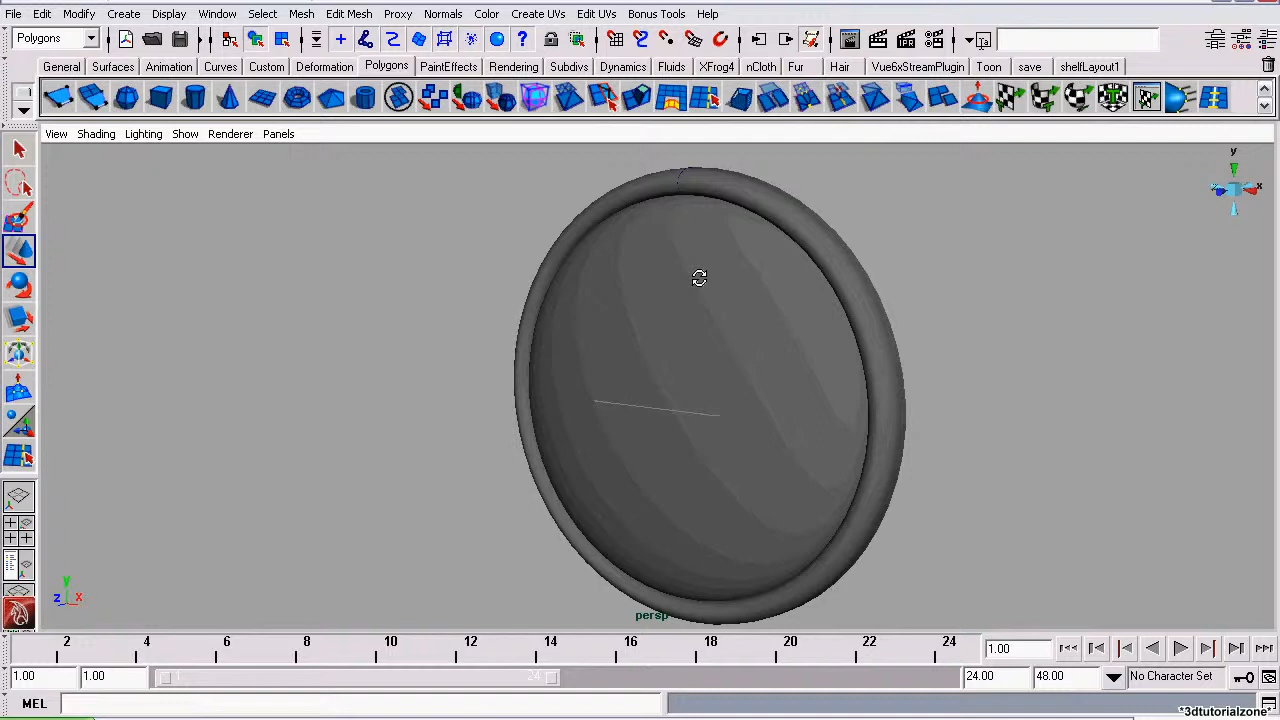 File Edit Modify Create Display Window Select Mesh Edit Mesh Proxy Normals Color Create UVs Edit UVs Bonus Tools Help
Polygons
General Surfaces Animation Curves Custom Deformation Polygons PaintEffects Rendering Subdivs Dynamics Fluids XFrog4 nCloth Fur Hair Vue6xStreamPlugin Toon save shelfLayout1
View Shading Lighting Show Renderer Panels
y
x
y
z x
persp
2 4 6 8 10 12 14 16 18 20 22 24 1.00
1.00 1.00 1 24 24.00 48.00 No Character Set
MEL
*3dtutorialzone*